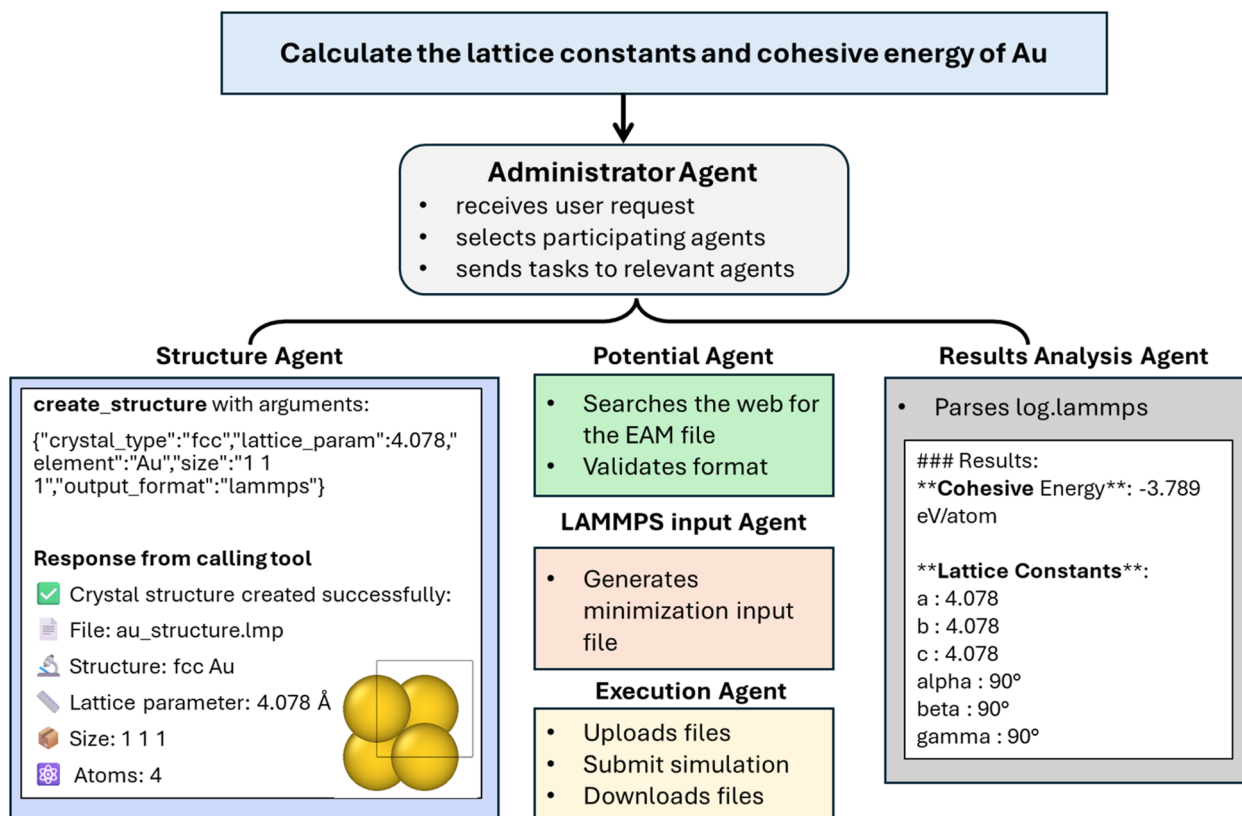 Calculate the lattice constants and cohesive energy of Au
Administrator Agent
• receives user request
• selects participating agents
• sends tasks to relevant agents
Structure Agent
create_structure with arguments:
{"crystal_type":"fcc","lattice_param":4.078,"
element":"Au","size":"1 1
1","output_format":"lammps"}
Response from calling tool
✅ Crystal structure created successfully:
📄 File: au_structure.lmp
🔬 Structure: fcc Au
📏 Lattice parameter: 4.078 Å
📦 Size: 1 1 1
⚛️ Atoms: 4
Potential Agent
• Searches the web for
the EAM file
• Validates format
LAMMPS input Agent
• Generates
minimization input
file
Execution Agent
• Uploads files
• Submit simulation
• Downloads files
Results Analysis Agent
• Parses log.lammps
### Results:
**Cohesive Energy**: -3.789
eV/atom
**Lattice Constants**:
a : 4.078
b : 4.078
c : 4.078
alpha : 90°
beta : 90°
gamma : 90°